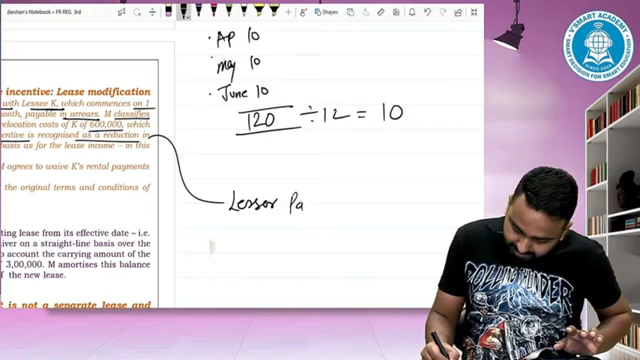 darshan's Notebook » FR REG. 3rd
Shapes
V'SMART ACADEMY
SMART DECISION FOR SMART EDUCATION
SINCE-2005
incentive: Lease modification
with Lessee K, which commences on 1
month, payable in arrears. M classifies
relocation costs of K of 600,000, which
entive is recognised as a reduction in
basis as for the lease income – in this
M agrees to waive K's rental payments
the original terms and conditions of
ting lease from its effective date – i.e.
iver on a straight-line basis over the
o account the carrying amount of the
f 3,00,000. M amortises this balance
of the new lease.
t is not a separate lease and
· Ap 10
· may 10
· June 10
120 ÷ 12 = 10
Lessor Pa
ROLLING THUNDER